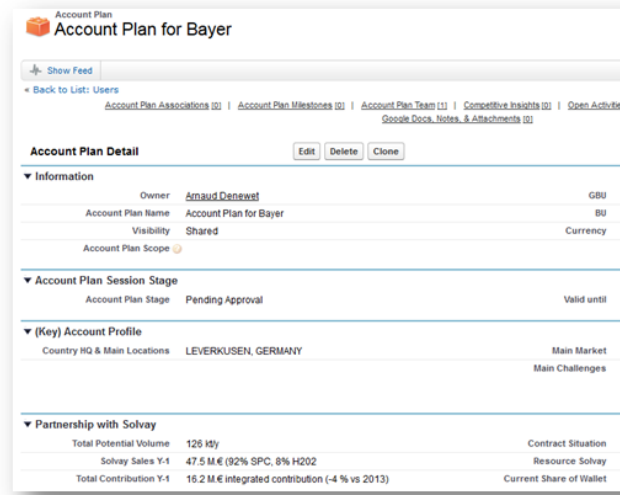 Account Plan
Account Plan for Bayer
Show Feed
« Back to List: Users
Account Plan Associations [0] | Account Plan Milestones [0] | Account Plan Team [1] | Competitive Insights [0] | Open Activitie
Google Docs, Notes, & Attachments [0]
Account Plan Detail Edit Delete Clone
Information
Owner Arnaud Denewet GBU
Account Plan Name Account Plan for Bayer BU
Visibility Shared Currency
Account Plan Scope
Account Plan Session Stage
Account Plan Stage Pending Approval Valid until
(Key) Account Profile
Country HQ & Main Locations LEVERKUSEN, GERMANY Main Market
Main Challenges
Partnership with Solvay
Total Potential Volume 126 kt/y Contract Situation
Solvay Sales Y-1 47.5 M.€ (92% SPC, 8% H202 Resource Solvay
Total Contribution Y-1 16.2 M.€ integrated contribution (-4 % vs 2013) Current Share of Wallet